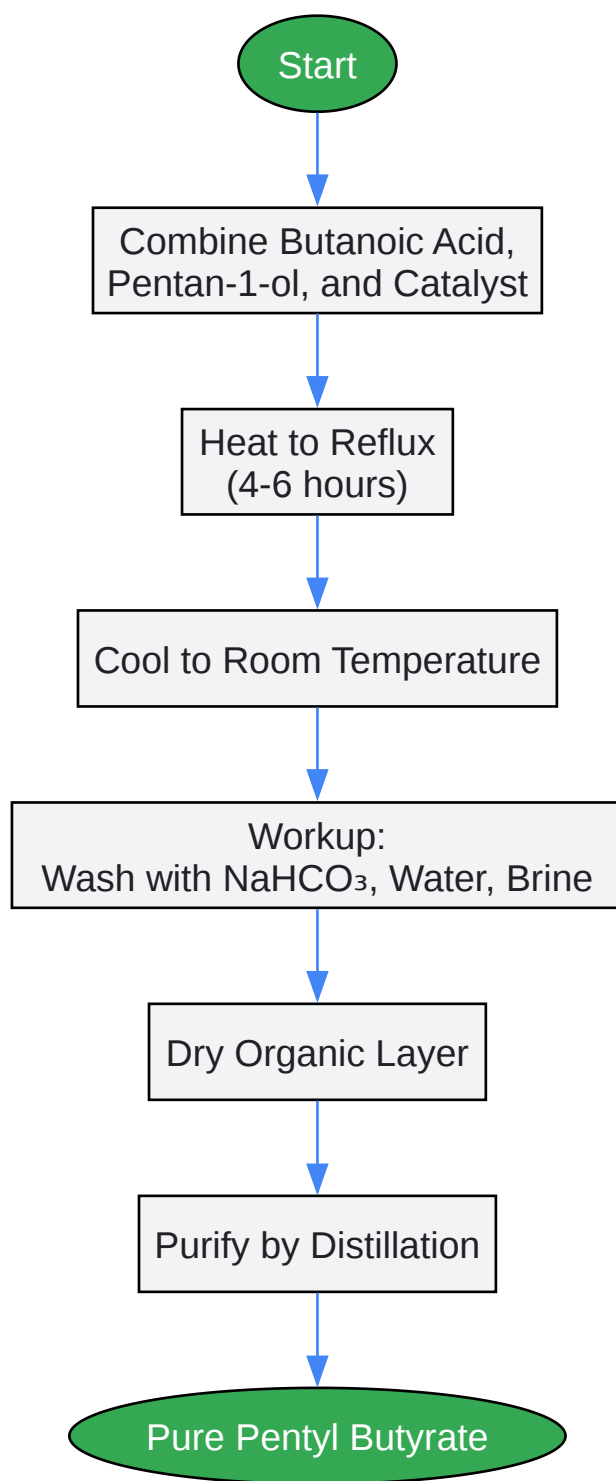 Start
Combine Butanoic Acid,
Pentan-1-ol, and Catalyst
Heat to Reflux
(4-6 hours)
Cool to Room Temperature
Workup:
Wash with NaHCO₃, Water, Brine
Dry Organic Layer
Purify by Distillation
Pure Pentyl Butyrate